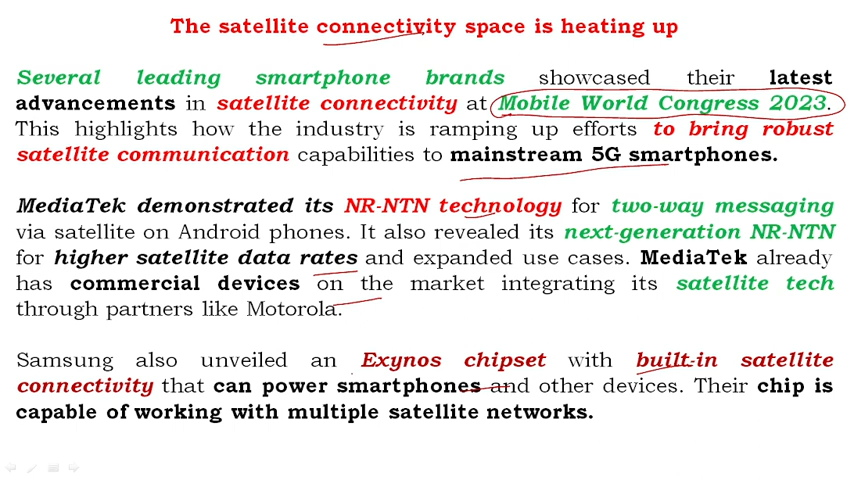 The satellite connectivity space is heating up
Several leading smartphone brands showcased their latest
advancements in satellite connectivity at Mobile World Congress 2023.
This highlights how the industry is ramping up efforts to bring robust
satellite communication capabilities to mainstream 5G smartphones.
MediaTek demonstrated its NR-NTN technology for two-way messaging
via satellite on Android phones. It also revealed its next-generation NR-NTN
for higher satellite data rates and expanded use cases. MediaTek already
has commercial devices on the market integrating its satellite tech
through partners like Motorola.
Samsung also unveiled an Exynos chipset with built-in satellite
connectivity that can power smartphones and other devices. Their chip is
capable of working with multiple satellite networks.